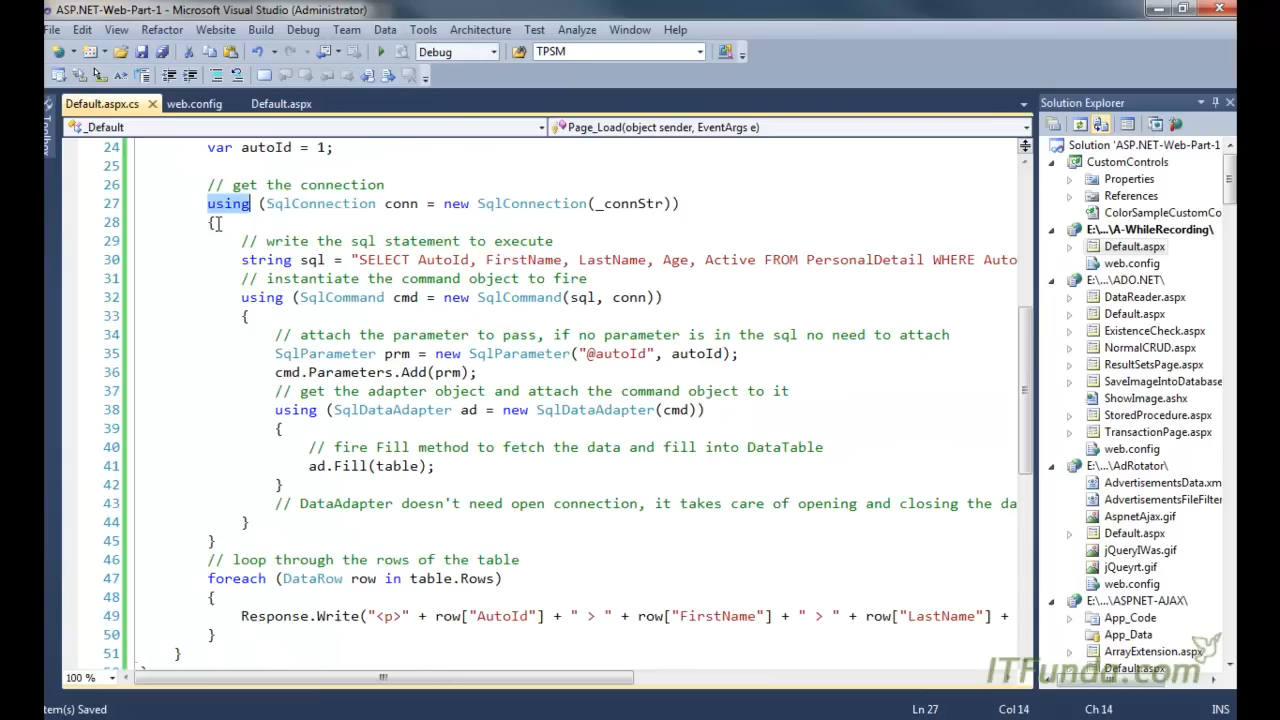 ASP.NET-Web-Part-1 - Microsoft Visual Studio (Administrator)
File Edit View Refactor Website Build Debug Team Data Tools Architecture Test Analyze Window Help
Debug TPSM
Default.aspx.cs web.config Default.aspx
_Default Page_Load(object sender, EventArgs e)
24 var autoId = 1;
25
26 // get the connection
27 using (SqlConnection conn = new SqlConnection(_connStr))
28 {
29 // write the sql statement to execute
30 string sql = "SELECT AutoId, FirstName, LastName, Age, Active FROM PersonalDetail WHERE Auto
31 // instantiate the command object to fire
32 using (SqlCommand cmd = new SqlCommand(sql, conn))
33 {
34 // attach the parameter to pass, if no parameter is in the sql no need to attach
35 SqlParameter prm = new SqlParameter("@autoId", autoId);
36 cmd.Parameters.Add(prm);
37 // get the adapter object and attach the command object to it
38 using (SqlDataAdapter ad = new SqlDataAdapter(cmd))
39 {
40 // fire Fill method to fetch the data and fill into DataTable
41 ad.Fill(table);
42 }
43 // DataAdapter doesn't need open connection, it takes care of opening and closing the da
44 }
45 }
46 // loop through the rows of the table
47 foreach (DataRow row in table.Rows)
48 {
49 Response.Write("<p>" + row["AutoId"] + " > " + row["FirstName"] + " > " + row["LastName"] +
50 }
51 }
100 %
Toolbox
Solution Explorer
Solution 'ASP.NET-Web-Part-1
CustomControls
Properties
References
ColorSampleCustomCo
E:\...\A-WhileRecording\
Default.aspx
web.config
E:\...\ADO.NET\
DataReader.aspx
Default.aspx
ExistenceCheck.aspx
NormalCRUD.aspx
ResultSetsPage.aspx
SaveImageIntoDatabase
ShowImage.ashx
StoredProcedure.aspx
TransactionPage.aspx
web.config
E:\...\AdRotator\
AdvertisementsData.xm
AdvertisementsFileFilter
AspnetAjax.gif
Default.aspx
jQueryIWas.gif
jQueyrt.gif
web.config
E:\...\ASPNET-AJAX\
App_Code
App_Data
ArrayExtension.aspx
Default.aspx
ITFunda.com
tem(s) Saved Ln 27 Col 14 Ch 14 INS